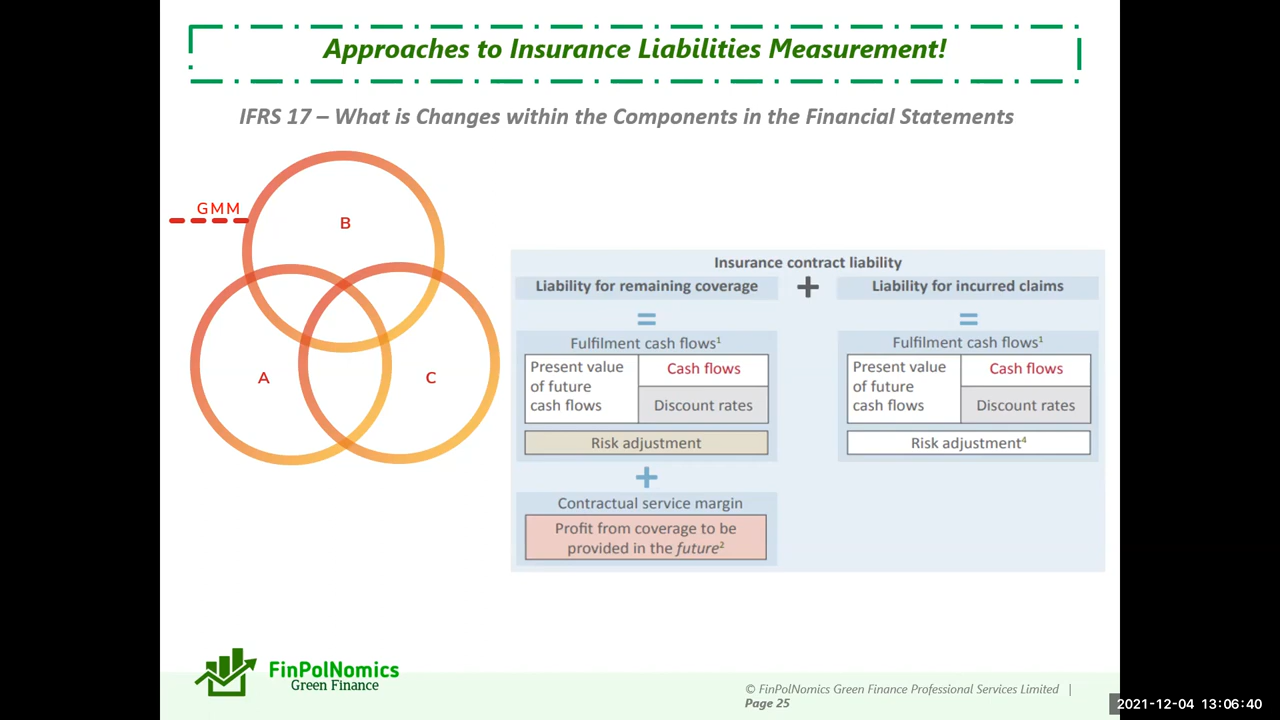 Approaches to Insurance Liabilities Measurement!
IFRS 17 – What is Changes within the Components in the Financial Statements
GMM
B
A
C
Insurance contract liability
Liability for remaining coverage
+
Liability for incurred claims
=
=
Fulfilment cash flows¹
Present value
of future
cash flows
Cash flows
Discount rates
Risk adjustment
Fulfilment cash flows¹
Present value
of future
cash flows
Cash flows
Discount rates
Risk adjustment⁴
+
Contractual service margin
Profit from coverage to be
provided in the future²
FinPolNomics
Green Finance
© FinPolNomics Green Finance Professional Services Limited |
Page 25
2021-12-04 13:06:40